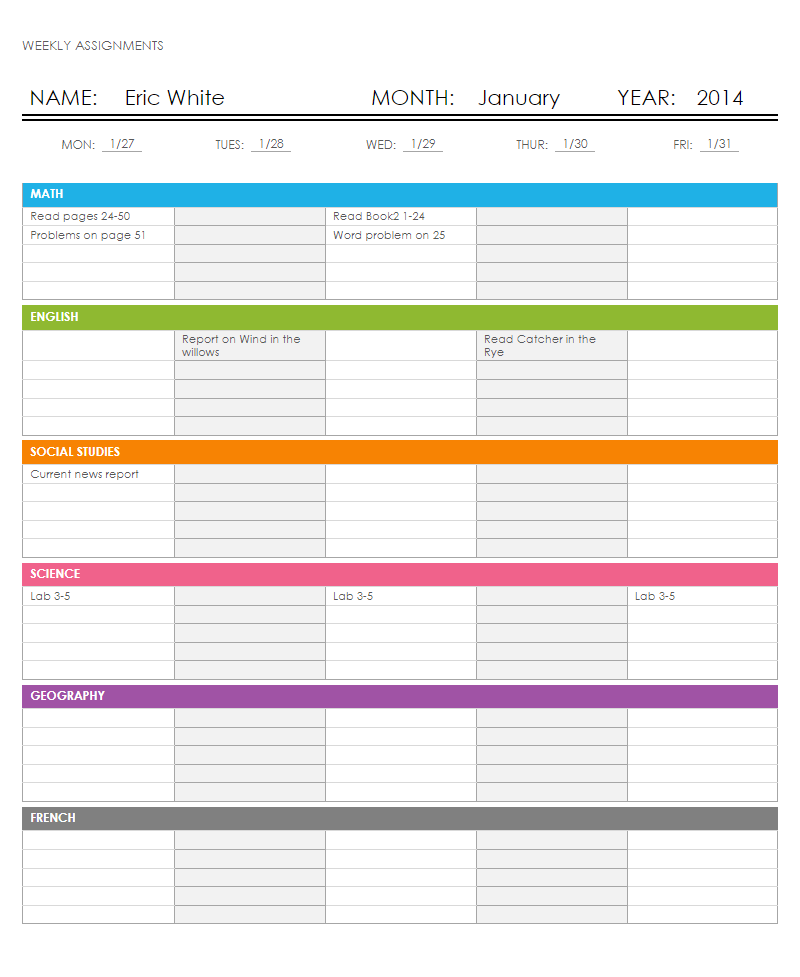 WEEKLY ASSIGNMENTS
NAME: Eric White MONTH: January YEAR: 2014
MON: 1/27 TUES: 1/28 WED: 1/29 THUR: 1/30 FRI: 1/31
MATH
Read pages 24-50 Read Book2 1-24
Problems on page 51 Word problem on 25
ENGLISH
Report on Wind in the Read Catcher in the
willows Rye
SOCIAL STUDIES
Current news report
SCIENCE
Lab 3-5 Lab 3-5 Lab 3-5
GEOGRAPHY
FRENCH